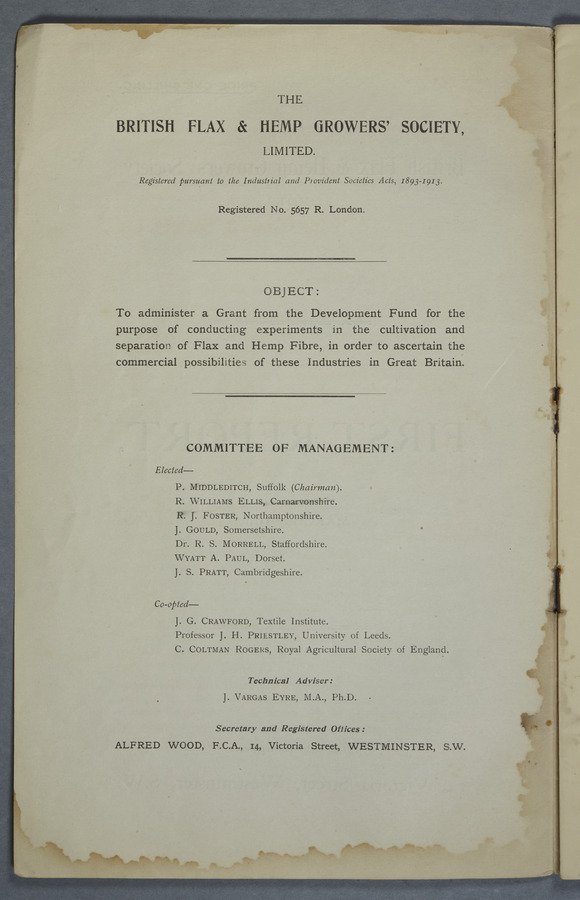 THE
BRITISH FLAX & HEMP GROWERS' SOCIETY,
LIMITED.
Registered pursuant to the Industrial and Provident Societies Acts, 1893-1913.
Registered No. 5657 R. London.
OBJECT:
To administer a Grant from the Development Fund for the
purpose of conducting experiments in the cultivation and
separation of Flax and Hemp Fibre, in order to ascertain the
commercial possibilities of these Industries in Great Britain.
COMMITTEE OF MANAGEMENT:
Elected—
P. MIDDLEDITCH, Suffolk (Chairman).
R. WILLIAMS ELLIS, Carnarvonshire.
R. J. FOSTER, Northamptonshire.
J. GOULD, Somersetshire.
Dr. R. S. MORRELL, Staffordshire.
WYATT A. PAUL, Dorset.
J. S. PRATT, Cambridgeshire.
Co-opted—
J. G. CRAWFORD, Textile Institute.
Professor J. H. PRIESTLEY, University of Leeds.
C. COLTMAN ROGERS, Royal Agricultural Society of England.
Technical Adviser:
J. VARGAS EYRE, M.A., Ph.D.
Secretary and Registered Offices:
ALFRED WOOD, F.C.A., 14, Victoria Street, WESTMINSTER, S.W.